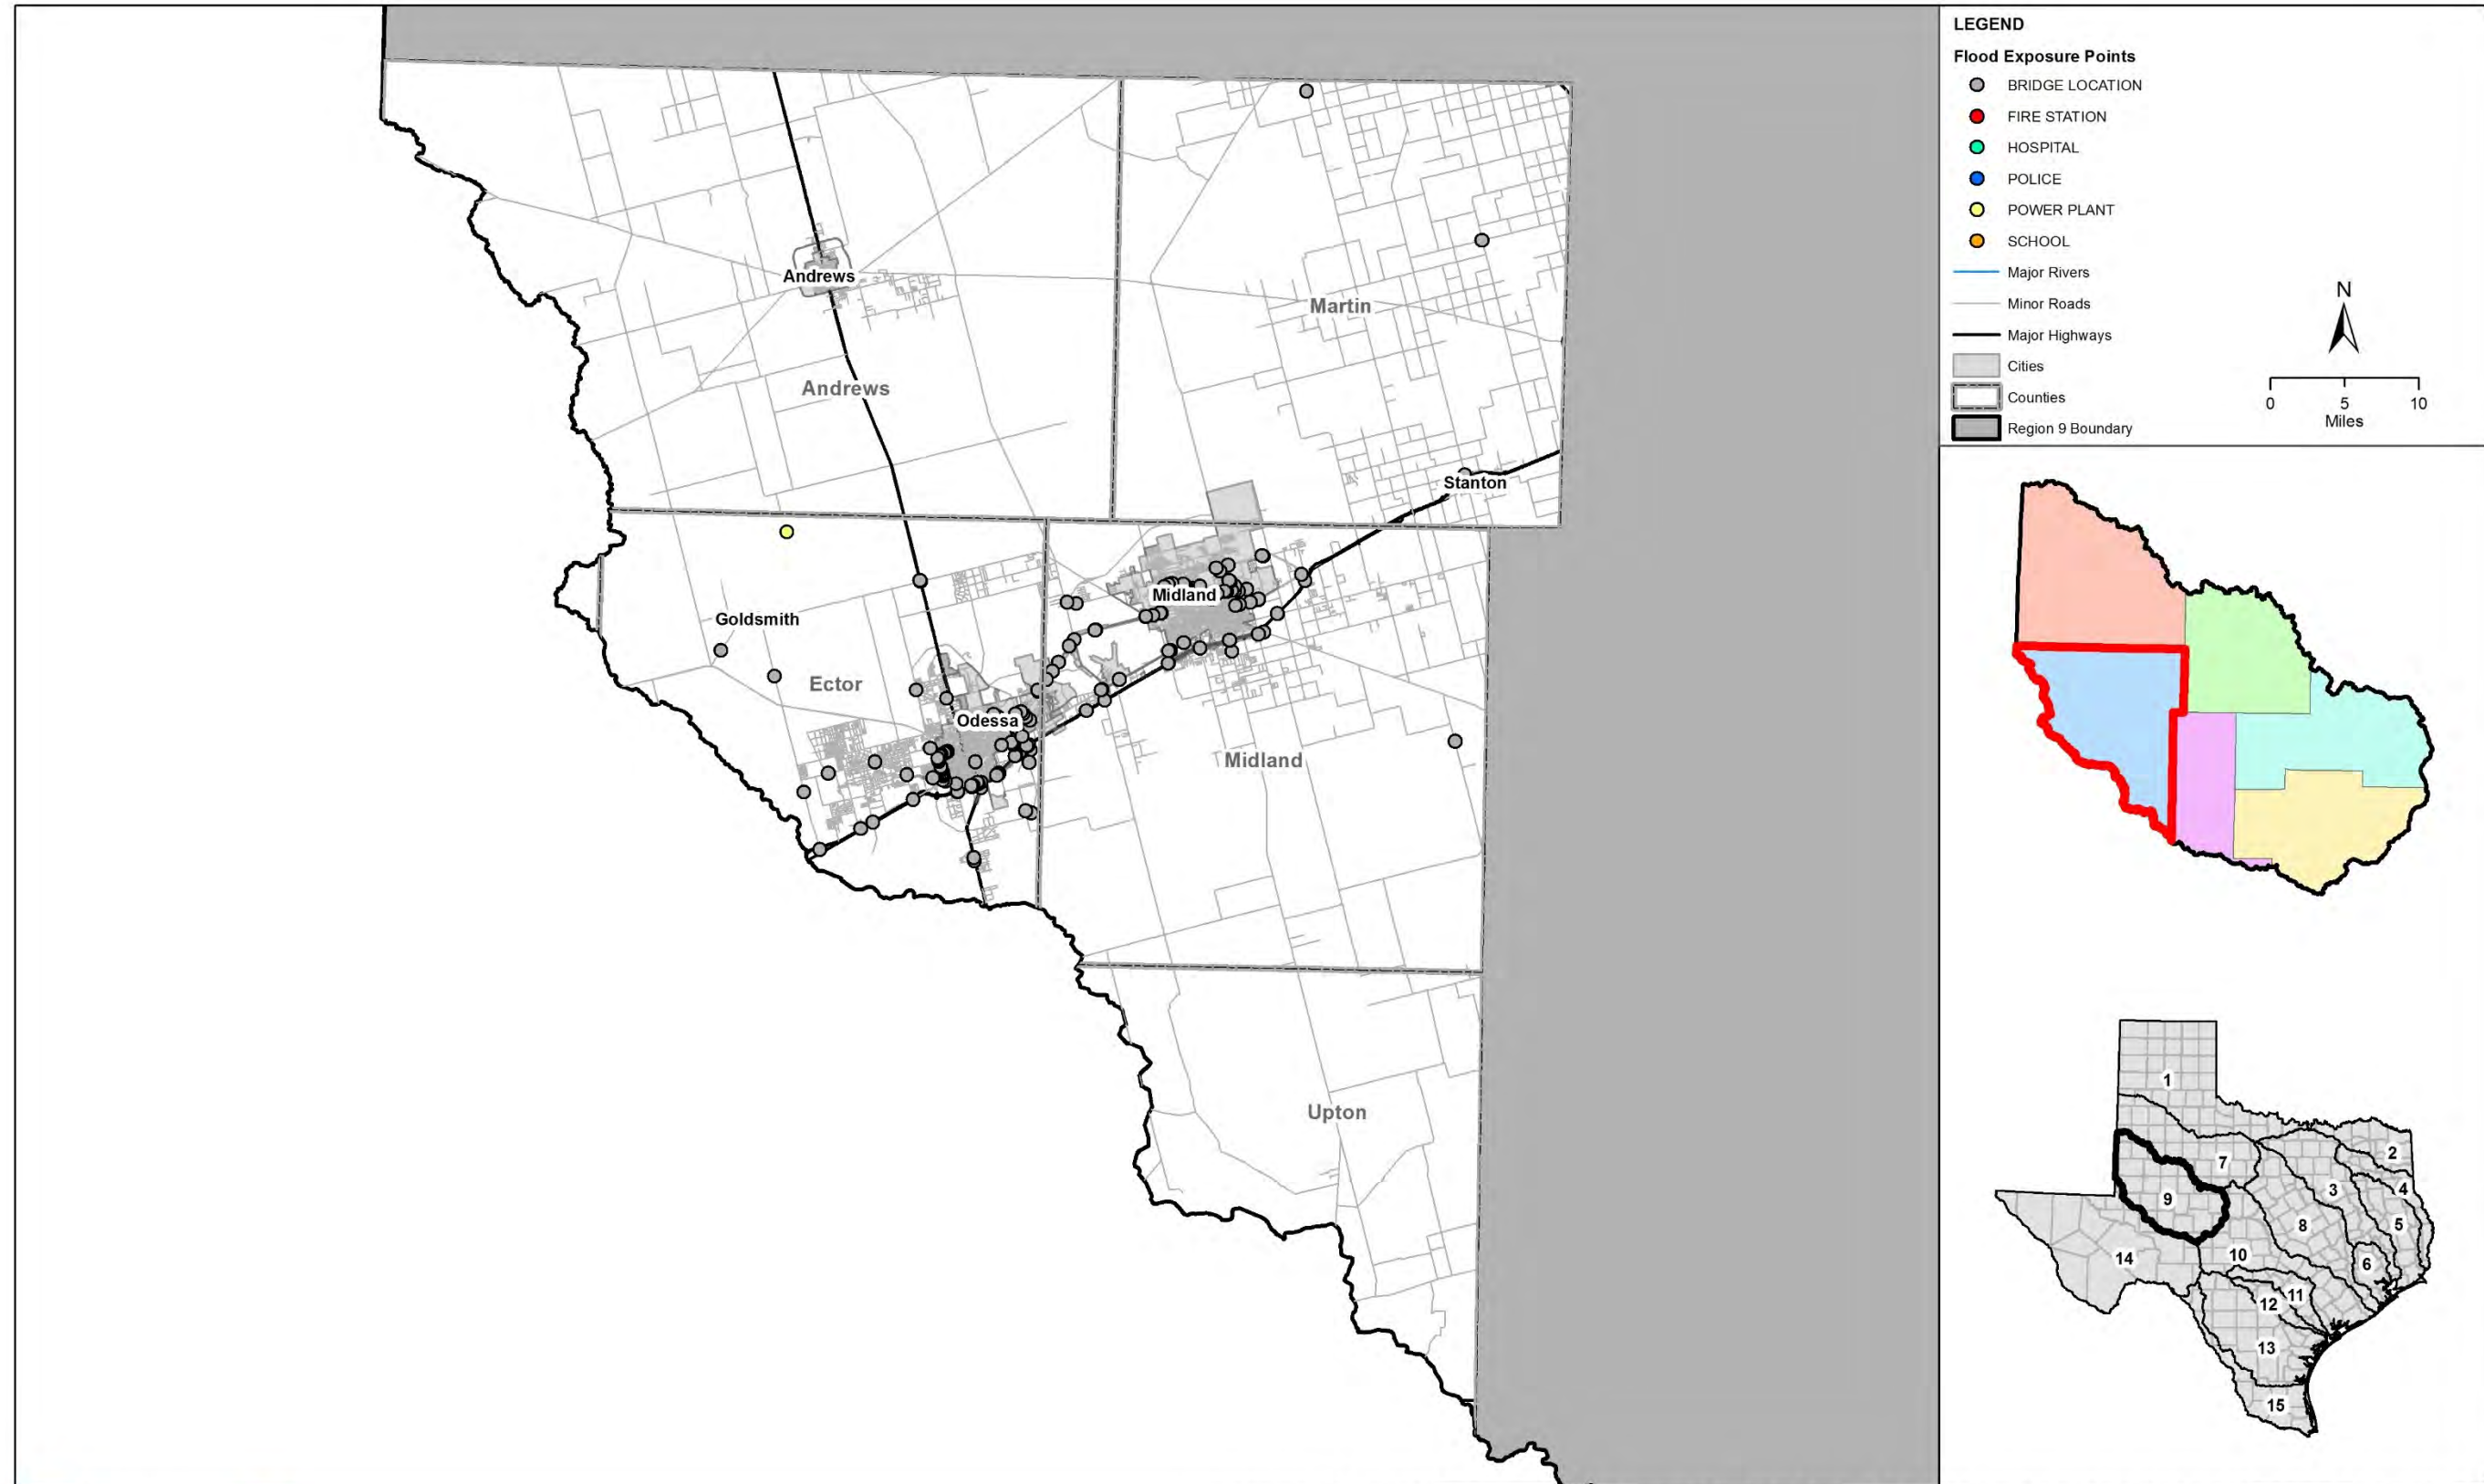 Andrews
Martin
Andrews
Stanton
Midland
Goldsmith
Ector
Odessa
Midland
Upton
LEGEND
Flood Exposure Points
BRIDGE LOCATION
FIRE STATION
HOSPITAL
POLICE
POWER PLANT
SCHOOL
Major Rivers
Minor Roads
Major Highways
Cities
Counties
Region 9 Boundary
N
0 5 10
Miles
1
2
7
3
4
9
5
8
10
14
6
11
12
13
15